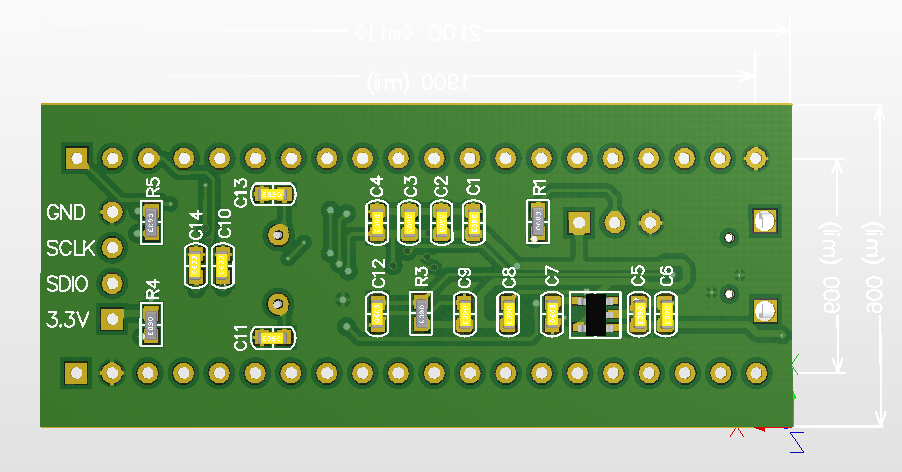 2100 (mil)
1900 (mil)
R5
C13
C4
C3
C2
C1
R1
GND
C14
C10
SCLK
SDIO
R4
C12
R3
C9
C8
C7
C5
C6
3.3V
C11
600 (mil)
900 (mil)
X
Z